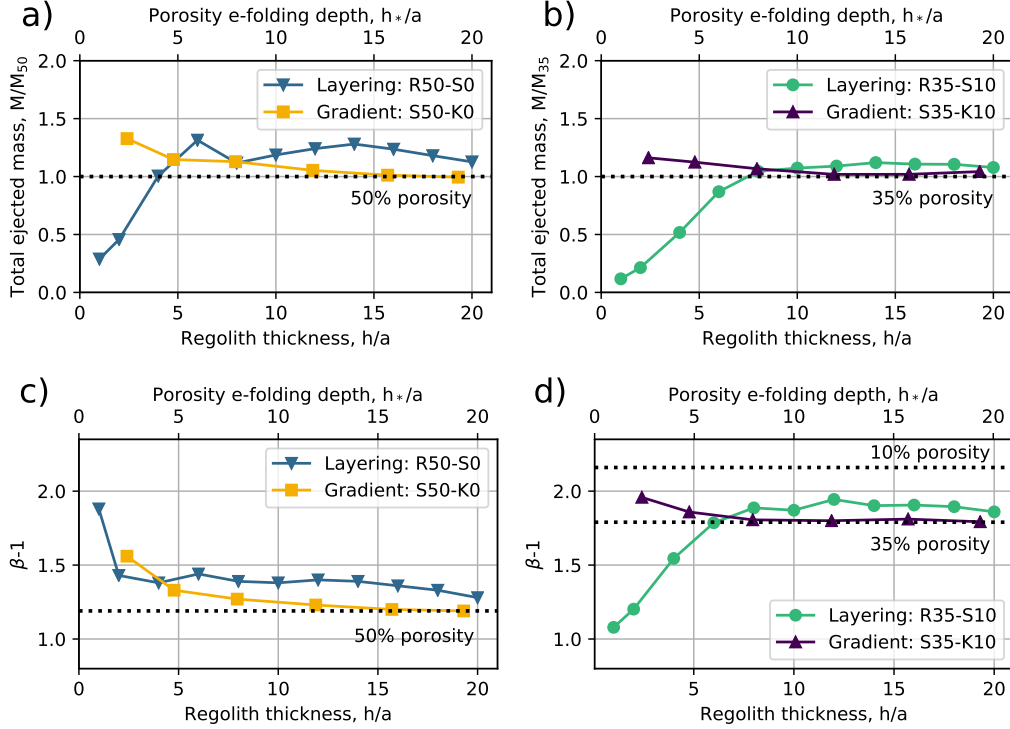 a)
Porosity e-folding depth, h*/a
0 5 10 15 20
Total ejected mass, M/M50
2.0
1.5
1.0
0.5
0.0
Layering: R50-S0
Gradient: S50-K0
50% porosity
0 5 10 15 20
Regolith thickness, h/a
b)
Porosity e-folding depth, h*/a
0 5 10 15 20
Total ejected mass, M/M35
2.0
1.5
1.0
0.5
0.0
Layering: R35-S10
Gradient: S35-K10
35% porosity
0 5 10 15 20
Regolith thickness, h/a
c)
Porosity e-folding depth, h*/a
0 5 10 15 20
β-1
2.0
1.5
1.0
Layering: R50-S0
Gradient: S50-K0
50% porosity
0 5 10 15 20
Regolith thickness, h/a
d)
Porosity e-folding depth, h*/a
0 5 10 15 20
β-1
2.0
1.5
1.0
10% porosity
35% porosity
Layering: R35-S10
Gradient: S35-K10
0 5 10 15 20
Regolith thickness, h/a